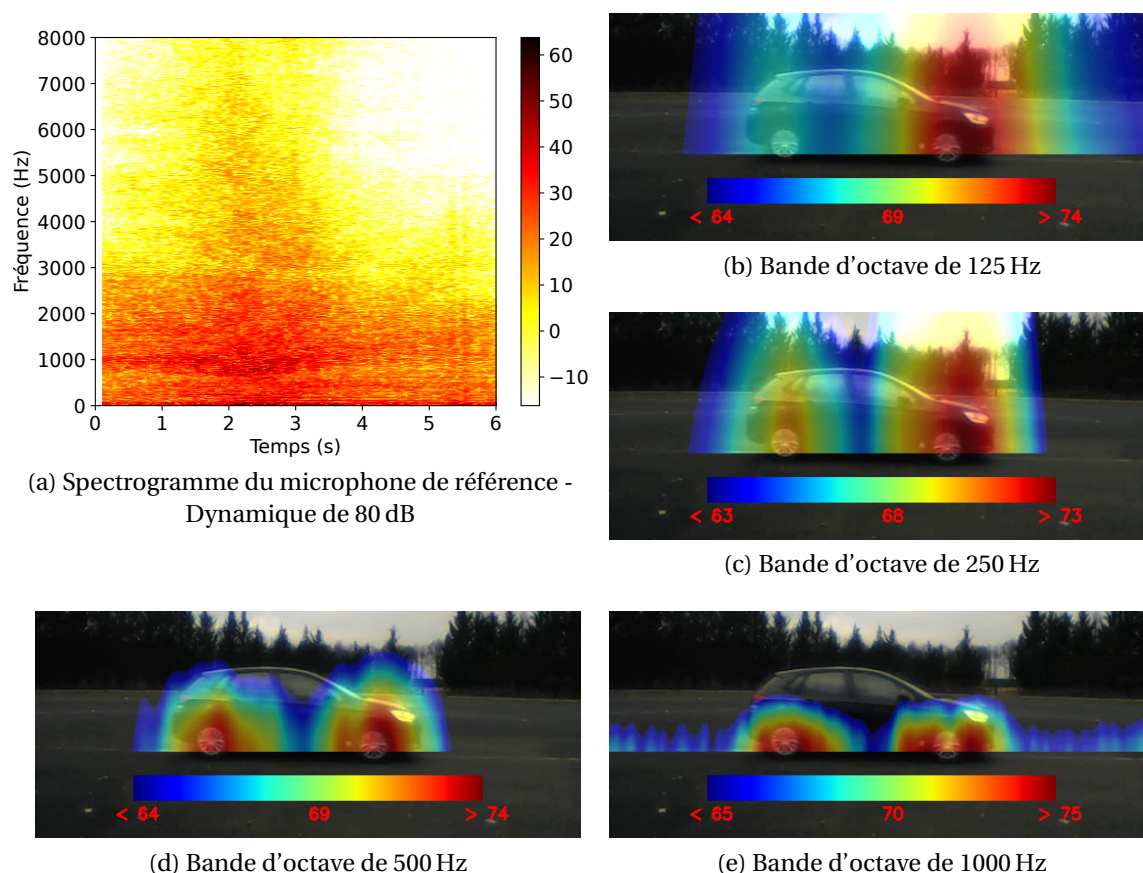 8000
7000
6000
5000
4000
3000
2000
1000
0
Fréquence (Hz)
0 1 2 3 4 5 6
Temps (s)
60
50
40
30
20
10
0
−10
(a) Spectrogramme du microphone de référence -
Dynamique de 80 dB
< 64 69 > 74
(b) Bande d'octave de 125 Hz
< 63 68 > 73
(c) Bande d'octave de 250 Hz
< 64 69 > 74
(d) Bande d'octave de 500 Hz
< 65 70 > 75
(e) Bande d'octave de 1000 Hz